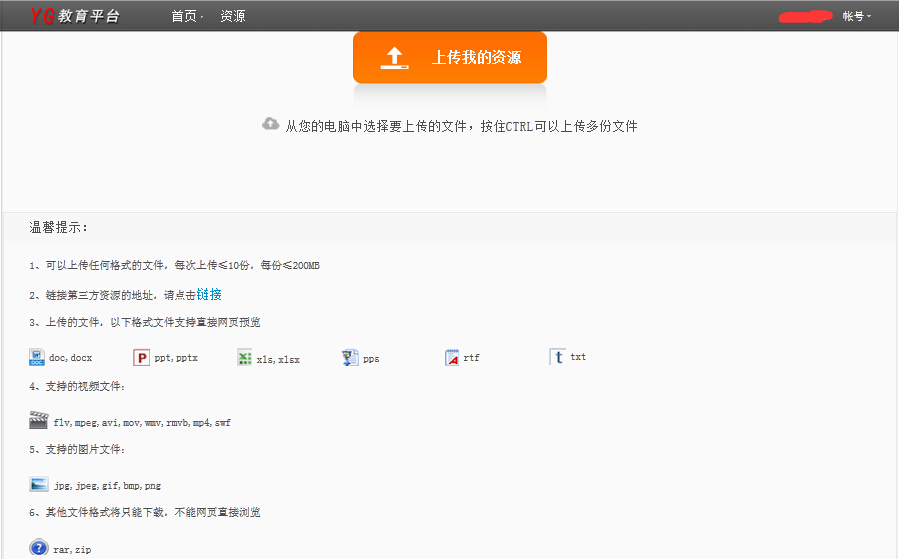 YG教育平台 首页 资源 帐号
上传我的资源
从您的电脑中选择要上传的文件，按住CTRL可以上传多份文件
温馨提示：
1、可以上传任何格式的文件，每次上传≤10份，每份≤200MB
2、链接第三方资源的地址，请点击链接
3、上传的文件，以下格式文件支持直接网页预览
DOC doc,docx P ppt,pptx xls,xlsx pps rtf t txt
4、支持的视频文件：
flv,mpeg,avi,mov,wmv,rmvb,mp4,swf
5、支持的图片文件：
jpg,jpeg,gif,bmp,png
6、其他文件格式将只能下载，不能网页直接浏览
? rar,zip